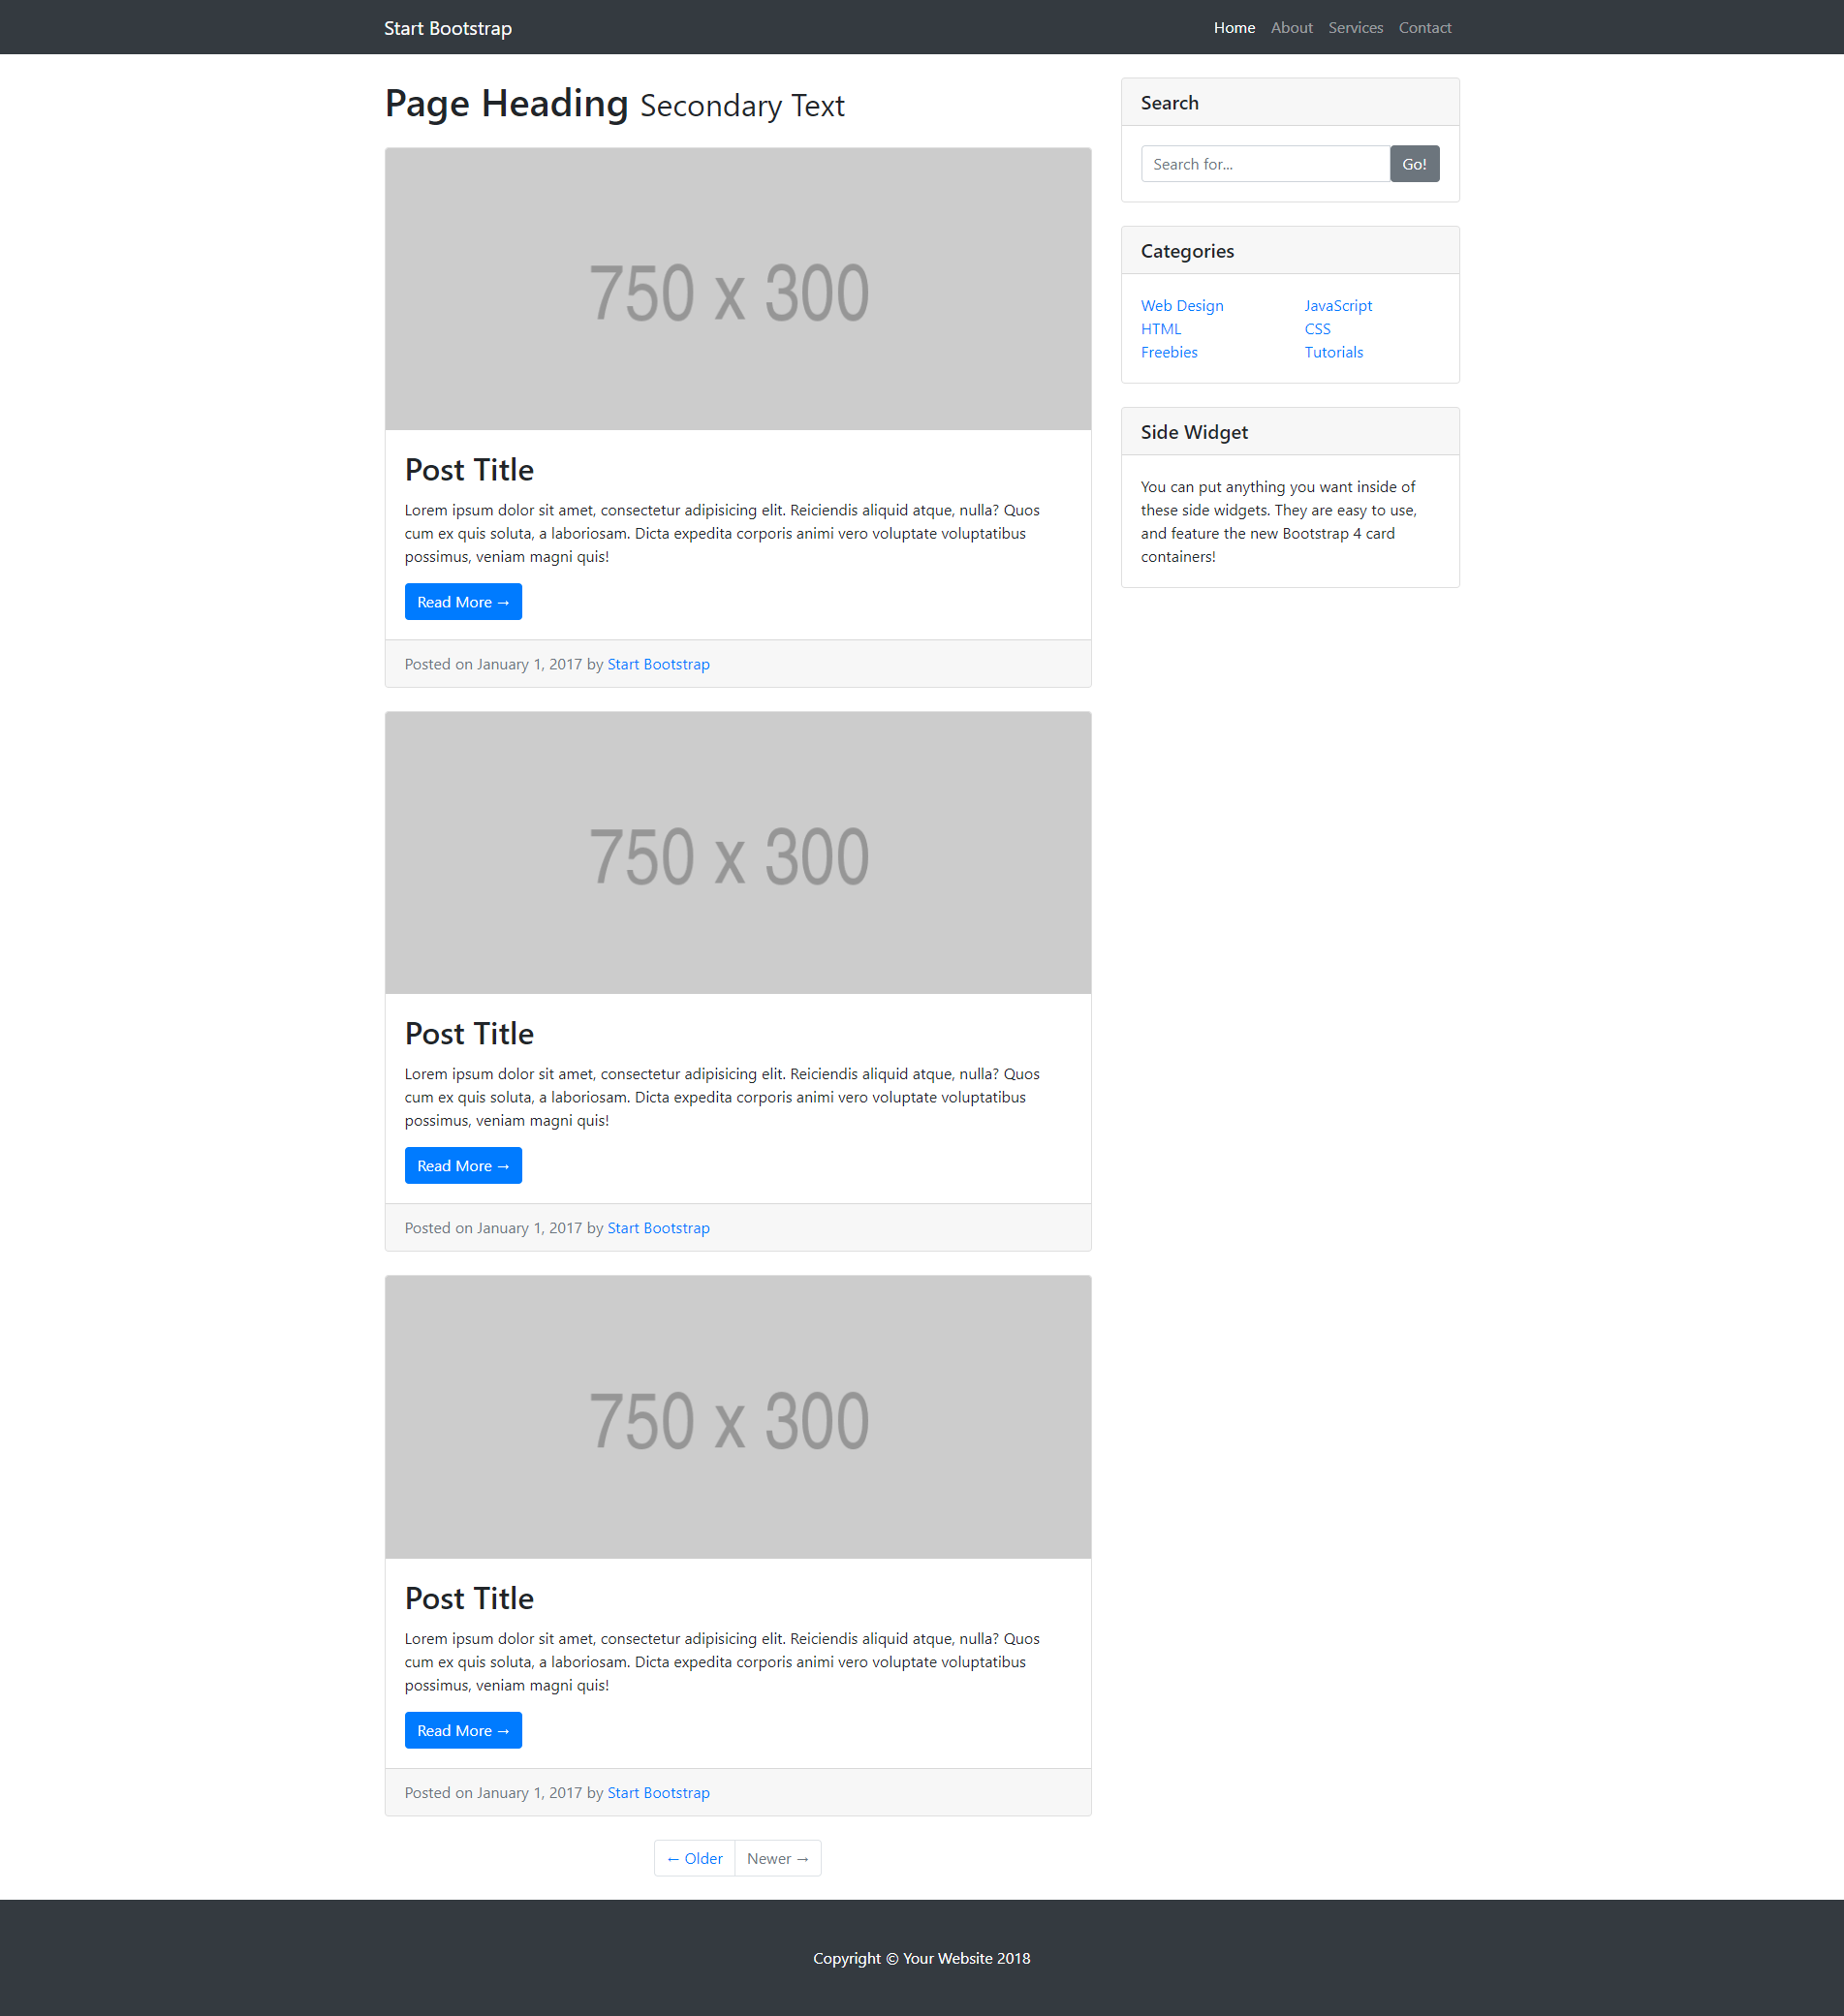 Start Bootstrap
Home About Services Contact
Page Heading Secondary Text
750 x 300
Post Title
Lorem ipsum dolor sit amet, consectetur adipisicing elit. Reiciendis aliquid atque, nulla? Quos
cum ex quis soluta, a laboriosam. Dicta expedita corporis animi vero voluptate voluptatibus
possimus, veniam magni quis!
Read More →
Posted on January 1, 2017 by Start Bootstrap
750 x 300
Post Title
Lorem ipsum dolor sit amet, consectetur adipisicing elit. Reiciendis aliquid atque, nulla? Quos
cum ex quis soluta, a laboriosam. Dicta expedita corporis animi vero voluptate voluptatibus
possimus, veniam magni quis!
Read More →
Posted on January 1, 2017 by Start Bootstrap
750 x 300
Post Title
Lorem ipsum dolor sit amet, consectetur adipisicing elit. Reiciendis aliquid atque, nulla? Quos
cum ex quis soluta, a laboriosam. Dicta expedita corporis animi vero voluptate voluptatibus
possimus, veniam magni quis!
Read More →
Posted on January 1, 2017 by Start Bootstrap
← Older Newer →
Search
Search for... Go!
Categories
Web Design
HTML
Freebies
JavaScript
CSS
Tutorials
Side Widget
You can put anything you want inside of
these side widgets. They are easy to use,
and feature the new Bootstrap 4 card
containers!
Copyright © Your Website 2018